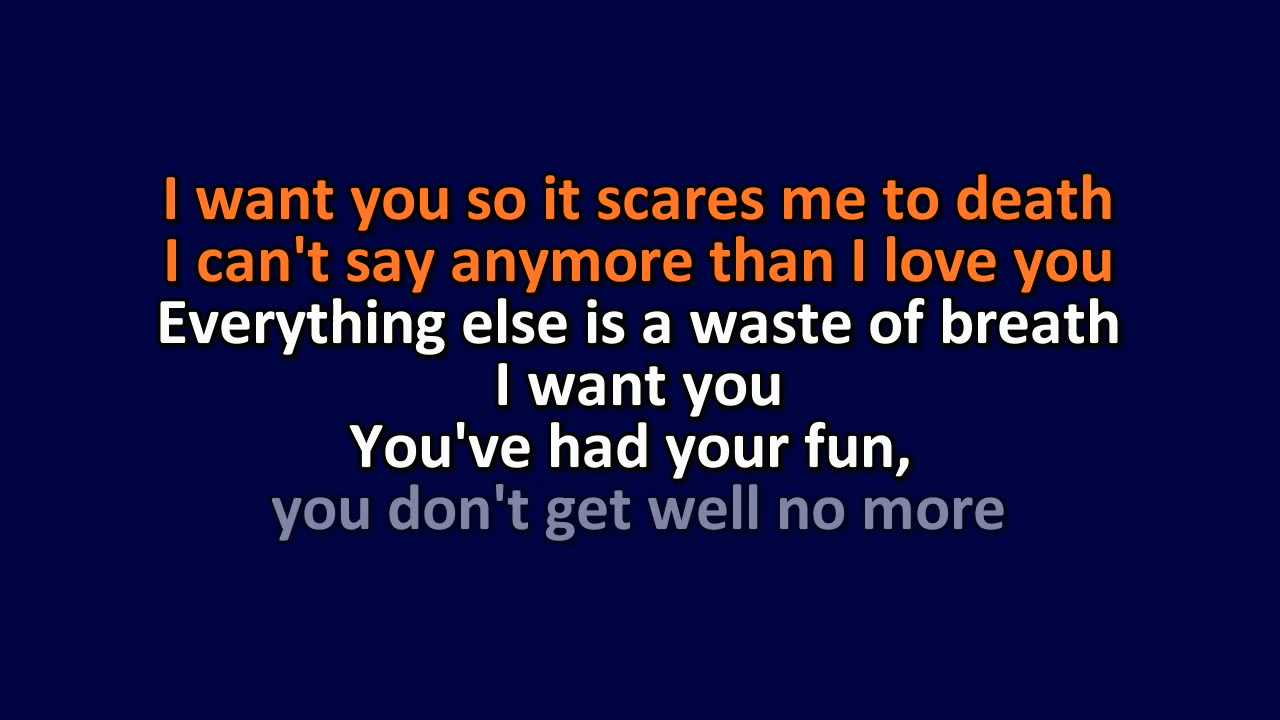 I want you so it scares me to death
I can't say anymore than I love you
Everything else is a waste of breath
I want you
You've had your fun,
you don't get well no more